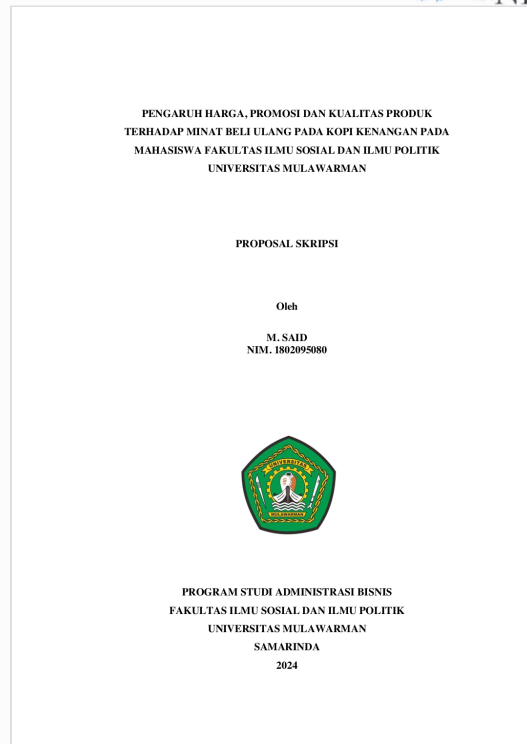 PENGARUH HARGA, PROMOSI DAN KUALITAS PRODUK
TERHADAP MINAT BELI ULANG PADA KOPI KENANGAN PADA
MAHASISWA FAKULTAS ILMU SOSIAL DAN ILMU POLITIK
UNIVERSITAS MULAWARMAN
PROPOSAL SKRIPSI
Oleh
M. SAID
NIM. 1802095080
UNIVERSITAS
MULAWARMAN
PROGRAM STUDI ADMINISTRASI BISNIS
FAKULTAS ILMU SOSIAL DAN ILMU POLITIK
UNIVERSITAS MULAWARMAN
SAMARINDA
2024